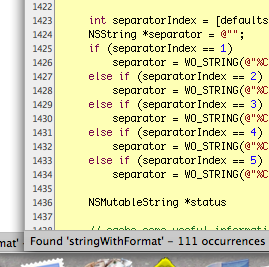 1422
1423 int separatorIndex = [defaults
1424 NSString *separator = @"";
1425 if (separatorIndex == 1)
1426 separator = WO_STRING(@"%C
1427 else if (separatorIndex == 2)
1428 separator = WO_STRING(@"%C
1429 else if (separatorIndex == 3)
1430 separator = WO_STRING(@"%C
1431 else if (separatorIndex == 4)
1432 separator = WO_STRING(@"%C
1433 else if (separatorIndex == 5)
1434 separator = WO_STRING(@"%C
1435
1436 NSMutableString *status
1437
mat' Found 'stringWithFormat' – 111 occurrences